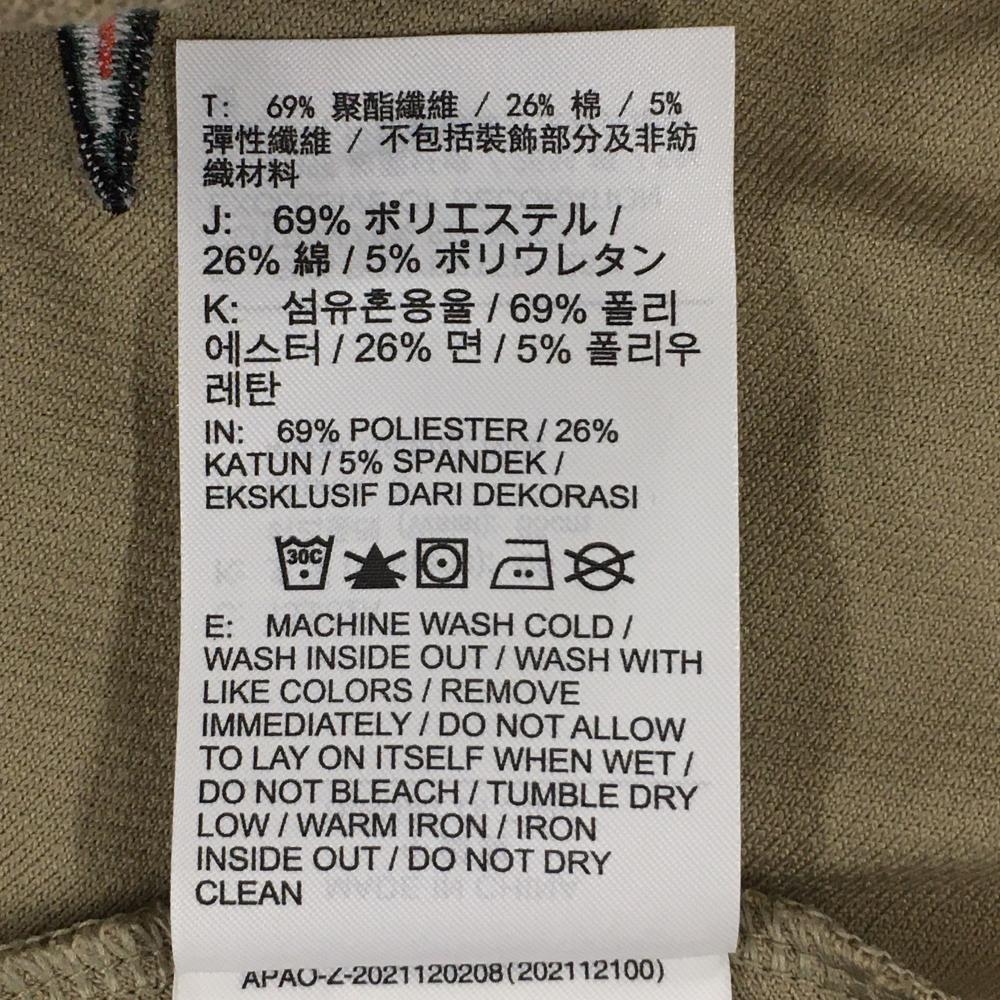 T: 69% 聚酯纖維 / 26% 棉 / 5%
彈性纖維 / 不包括裝飾部分及非紡
織材料
J: 69% ポリエステル /
26% 綿 / 5% ポリウレタン
K: 섬유혼용율 / 69% 폴리
에스터 / 26% 면 / 5% 폴리우
레탄
IN: 69% POLIESTER / 26%
KATUN / 5% SPANDEK /
EKSKLUSIF DARI DEKORASI
30C
E: MACHINE WASH COLD /
WASH INSIDE OUT / WASH WITH
LIKE COLORS / REMOVE
IMMEDIATELY / DO NOT ALLOW
TO LAY ON ITSELF WHEN WET /
DO NOT BLEACH / TUMBLE DRY
LOW / WARM IRON / IRON
INSIDE OUT / DO NOT DRY
CLEAN
APAO-Z-2021120208(202112100)